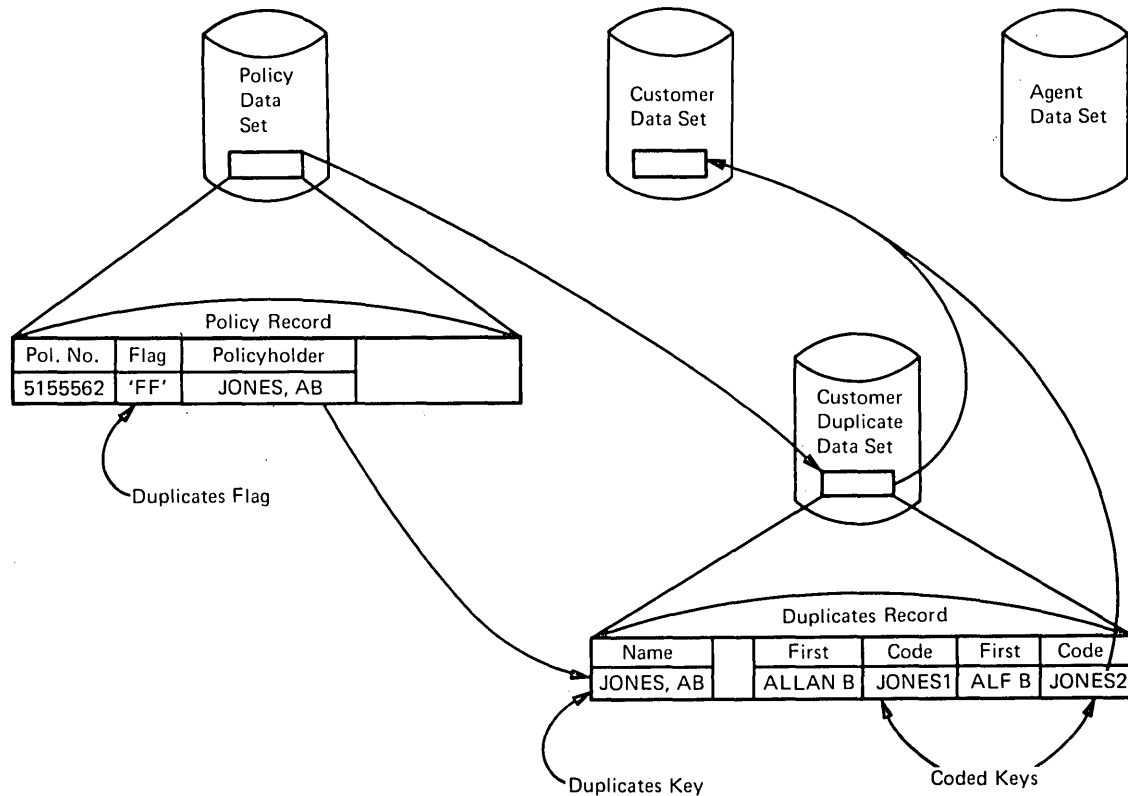 Policy
Data
Set
Customer
Data Set
Agent
Data Set
Policy Record
Pol. No. Flag Policyholder
5155562 'FF' JONES, AB
Duplicates Flag
Customer
Duplicate
Data Set
Duplicates Record
Name First Code First Code
JONES, AB ALLAN B JONES1 ALF B JONES2
Duplicates Key
Coded Keys